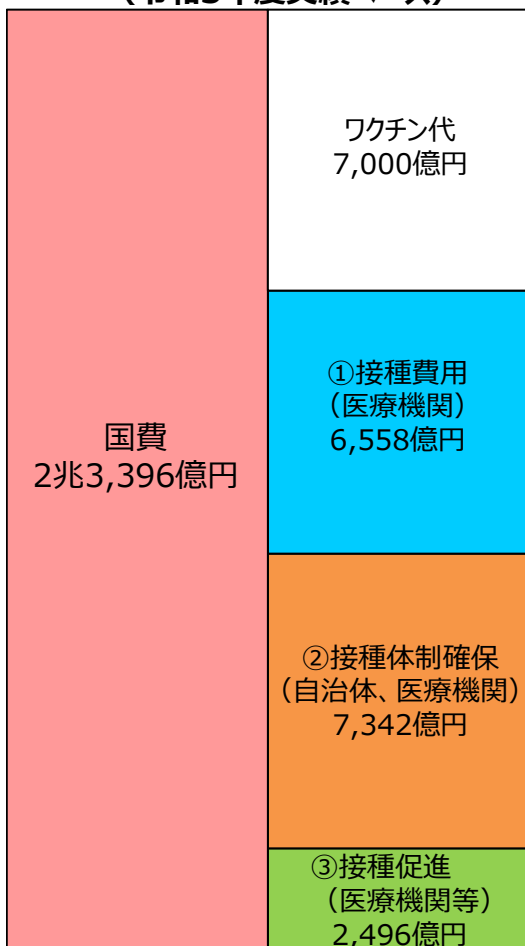 国費
2兆3,396億円
ワクチン代
7,000億円
①接種費用
（医療機関）
6,558億円
②接種体制確保
（自治体、医療機関）
7,342億円
③接種促進
（医療機関等）
2,496億円